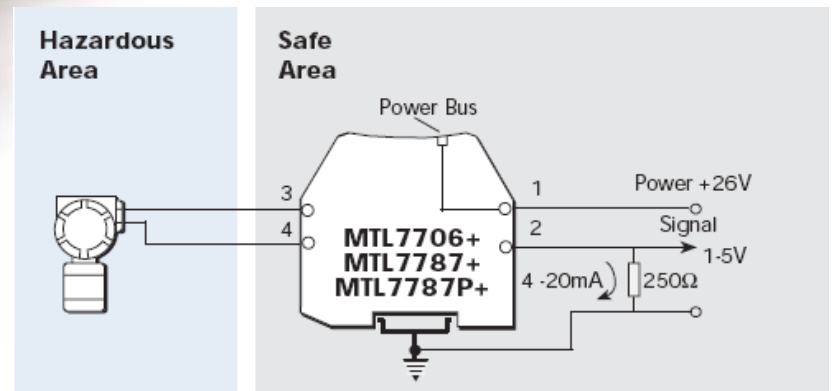 Hazardous
Area
Safe
Area
Power Bus
3
4
1
2
MTL7706+
MTL7787+
MTL7787P+
Power +26V
Signal
1-5V
4 -20mA
250Ω